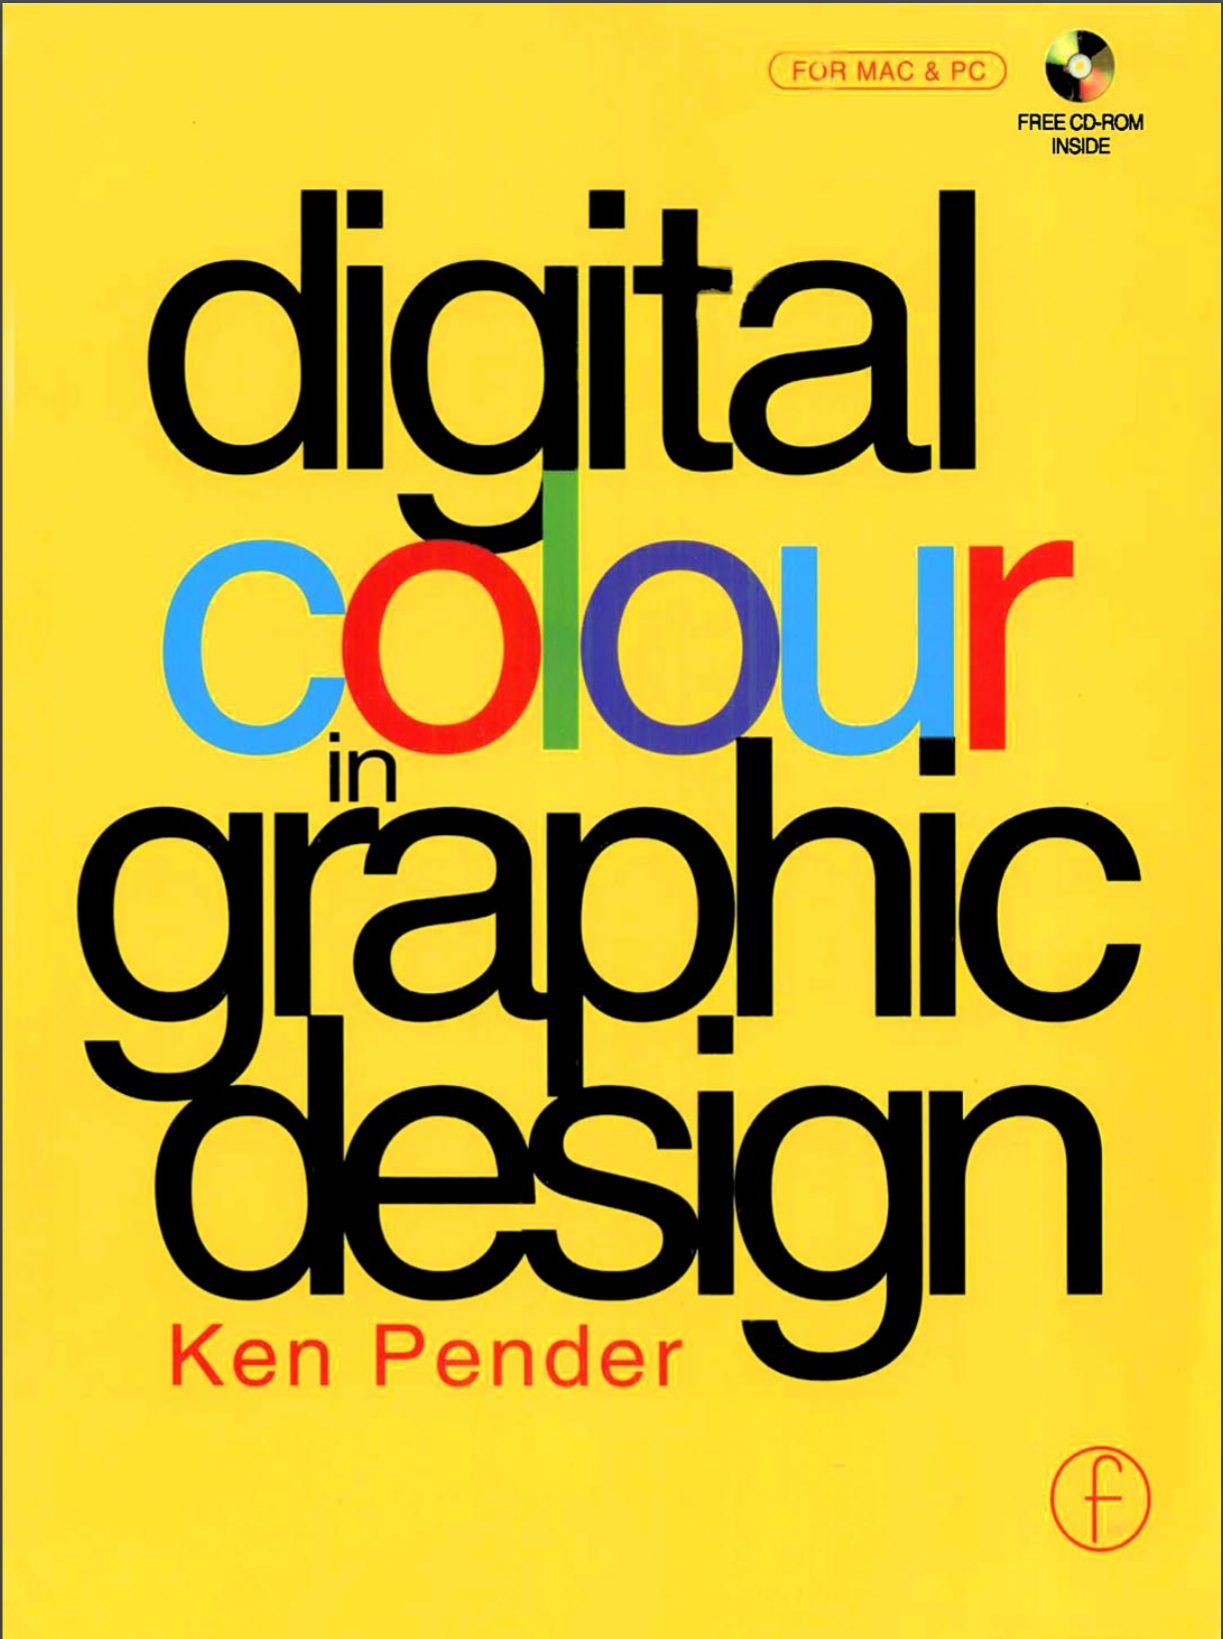 FOR MAC & PC
FREE CD-ROM
INSIDE
digital
colour
in
graphic
design
Ken Pender
f